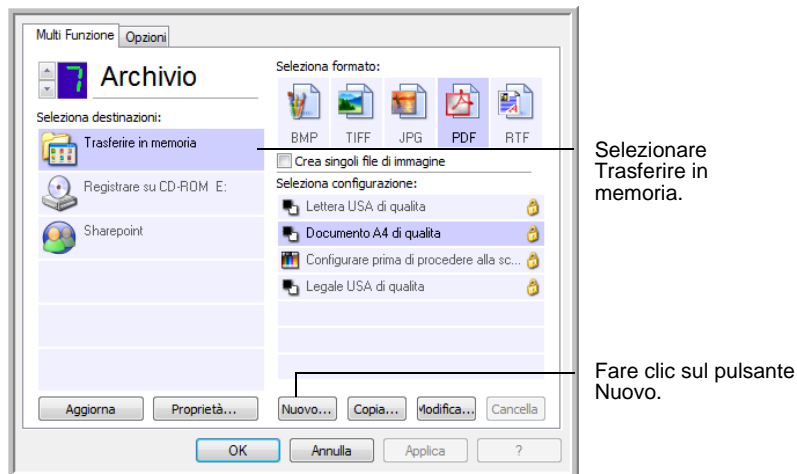 Multi Funzione
Opzioni
7
Archivio
Seleziona destinazioni:
Trasferire in memoria
Registrare su CD-ROM E:
Sharepoint
Aggiorna
Proprietà...
Seleziona formato:
BMP TIFF JPG PDF RTF
Crea singoli file di immagine
Seleziona configurazione:
Lettera USA di qualita
Documento A4 di qualita
Configurare prima di procedere alla sc...
Legale USA di qualita
Nuovo... Copia... Modifica... Cancella
OK Annulla Applica ?
Selezionare
Trasferire in
memoria.
Fare clic sul pulsante
Nuovo.